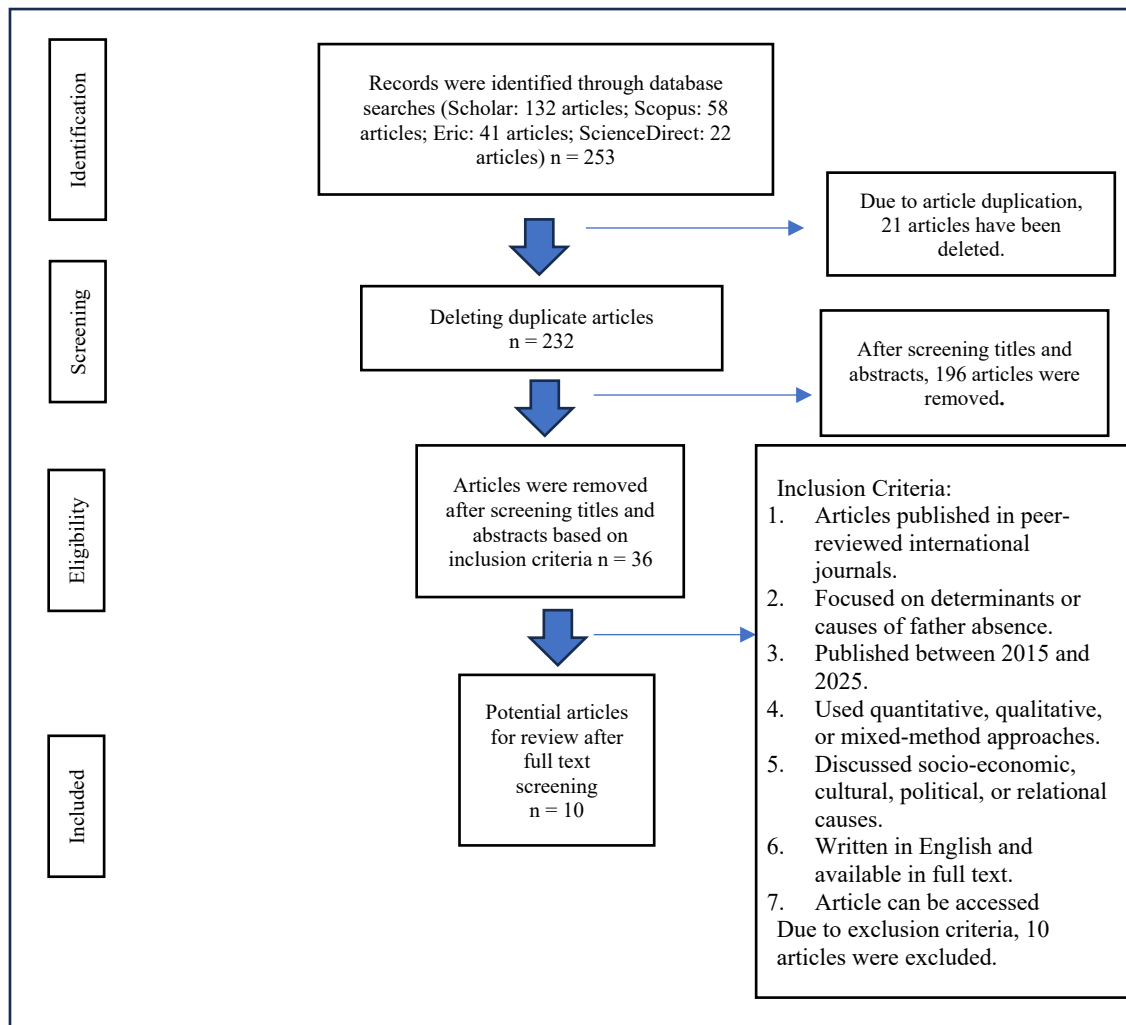 Identification
Records were identified through database
searches (Scholar: 132 articles; Scopus: 58
articles; Eric: 41 articles; ScienceDirect: 22
articles) n = 253
Due to article duplication,
21 articles have been
deleted.
Screening
Deleting duplicate articles
n = 232
After screening titles and
abstracts, 196 articles were
removed.
Eligibility
Articles were removed
after screening titles and
abstracts based on
inclusion criteria n = 36
Inclusion Criteria:
1. Articles published in peer-
reviewed international
journals.
2. Focused on determinants or
causes of father absence.
3. Published between 2015 and
2025.
4. Used quantitative, qualitative,
or mixed-method approaches.
5. Discussed socio-economic,
cultural, political, or relational
causes.
6. Written in English and
available in full text.
7. Article can be accessed
Due to exclusion criteria, 10
articles were excluded.
Included
Potential articles
for review after
full text
screening
n = 10